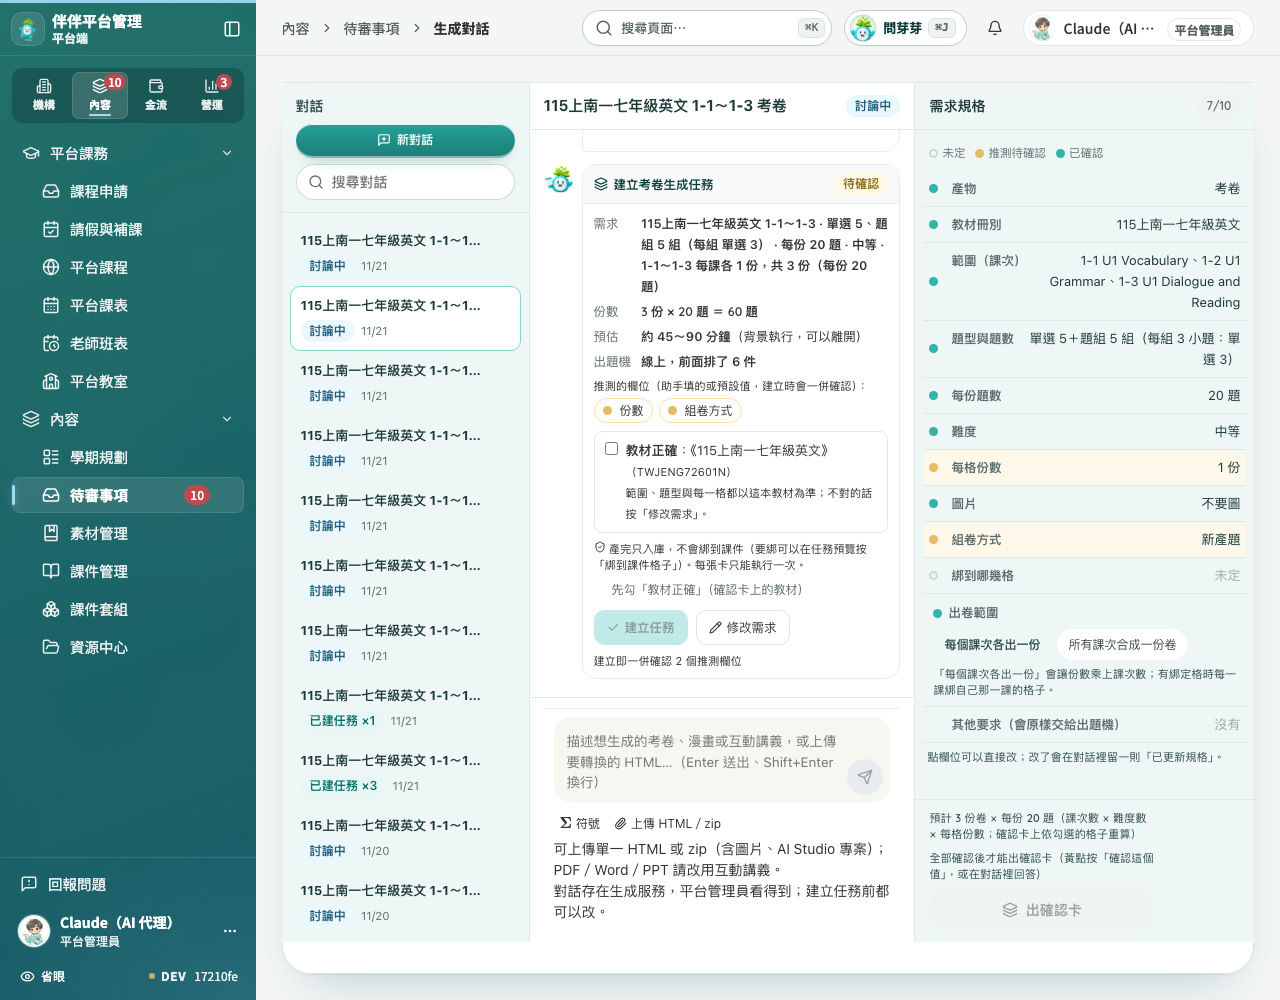 伴伴平台管理
平台端
機構
10
內容
金流
3
營運
平台課務
課程申請
請假與補課
平台課程
平台課表
老師班表
平台教室
內容
學期規劃
待審事項
10
素材管理
課件管理
課件套組
資源中心
回報問題
Claude（AI 代理）
平台管理員
省眼
DEV 17210fe
內容
待審事項
生成對話
搜尋頁面…
⌘K
問芽芽
⌘J
Claude（AI …
平台管理員
對話
新對話
搜尋對話
115上南一七年級英文 1-1～1...
討論中 11/21
115上南一七年級英文 1-1～1...
討論中 11/21
115上南一七年級英文 1-1～1...
討論中 11/21
115上南一七年級英文 1-1～1...
討論中 11/21
115上南一七年級英文 1-1～1...
討論中 11/21
115上南一七年級英文 1-1～1...
討論中 11/21
115上南一七年級英文 1-1～1...
討論中 11/21
115上南一七年級英文 1-1～1...
已建任務 ×1 11/21
115上南一七年級英文 1-1～1...
已建任務 ×3 11/21
115上南一七年級英文 1-1～1...
討論中 11/20
115上南一七年級英文 1-1～1...
討論中 11/20
115上南一七年級英文 1-1～1-3 考卷
討論中
建立考卷生成任務
待確認
需求
115上南一七年級英文 1-1～1-3 · 單選 5、題
組 5 組（每組 單選 3） · 每份 20 題 · 中等 ·
1-1～1-3 每課各 1 份，共 3 份（每份 20
題）
份數
3 份 × 20 題 ＝ 60 題
預估
約 45～90 分鐘（背景執行，可以離開）
出題機
線上，前面排了 6 件
推測的欄位（助手填的或預設值，建立時會一併確認）：
份數
組卷方式
教材正確：《115上南一七年級英文》
（TWJENG72601N）
範圍、題型與每一格都以這本教材為準；不對的話
按「修改需求」。
產完只入庫，不會綁到課件（要綁可以在任務預覽按
「綁到課件格子」）。每張卡只能執行一次。
先勾「教材正確」（確認卡上的教材）
建立任務
修改需求
建立即一併確認 2 個推測欄位
描述想生成的考卷、漫畫或互動講義，或上傳
要轉換的 HTML…（Enter 送出、Shift+Enter
換行）
符號
上傳 HTML / zip
可上傳單一 HTML 或 zip（含圖片、AI Studio 專案）；
PDF / Word / PPT 請改用互動講義。
對話存在生成服務，平台管理員看得到；建立任務前都
可以改。
需求規格
7/10
未定
推測待確認
已確認
產物
考卷
教材冊別
115上南一七年級英文
範圍（課次）
1-1 U1 Vocabulary、1-2 U1
Grammar、1-3 U1 Dialogue and
Reading
題型與題數
單選 5＋題組 5 組（每組 3 小題：單
選 3）
每份題數
20 題
難度
中等
每格份數
1 份
圖片
不要圖
組卷方式
新產題
綁到哪幾格
未定
出卷範圍
每個課次各出一份
所有課次合成一份卷
「每個課次各出一份」會讓份數乘上課次數；有綁定格時每一
課綁自己那一課的格子。
其他要求（會原樣交給出題機）
沒有
點欄位可以直接改；改了會在對話裡留一則「已更新規格」。
預計 3 份卷 × 每份 20 題（課次數 × 難度數
× 每格份數；確認卡上依勾選的格子重算）
全部確認後才能出確認卡（黃點按「確認這個
值」，或在對話裡回答）
出確認卡